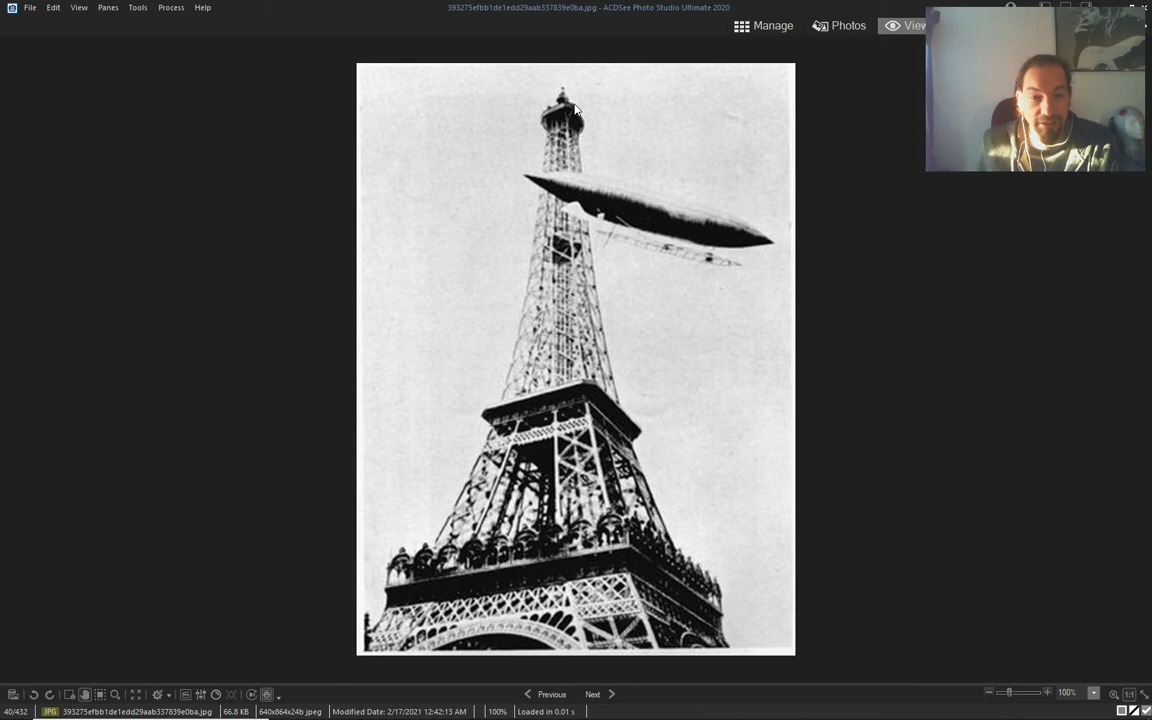 File Edit View Panes Tools Process Help
393275efbb1de1edd29aab337839e0ba.jpg - ACDSee Photo Studio Ultimate 2020
Manage Photos View
Previous Next
100%
40/432 JPG 393275efbb1de1edd29aab337839e0ba.jpg 66.8 KB 640x864x24b jpeg Modified Date: 2/17/2021 12:42:13 AM 100% Loaded in 0.01 s